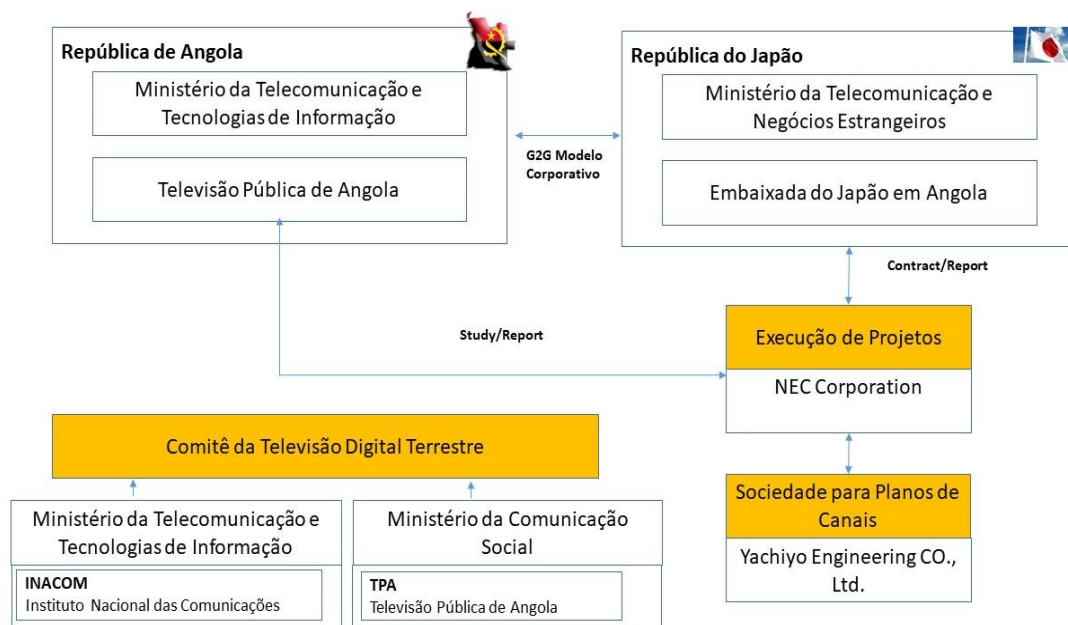 República de Angola
Ministério da Telecomunicação e
Tecnologias de Informação
Televisão Pública de Angola
G2G Modelo
Corporativo
República do Japão
Ministério da Telecomunicação e
Negócios Estrangeiros
Embaixada do Japão em Angola
Contract/Report
Study/Report
Execução de Projetos
NEC Corporation
Sociedade para Planos de
Canais
Yachiyo Engineering CO.,
Ltd.
Comitê da Televisão Digital Terrestre
Ministério da Telecomunicação e
Tecnologias de Informação
INACOM
Instituto Nacional das Comunicações
Ministério da Comunicação
Social
TPA
Televisão Pública de Angola